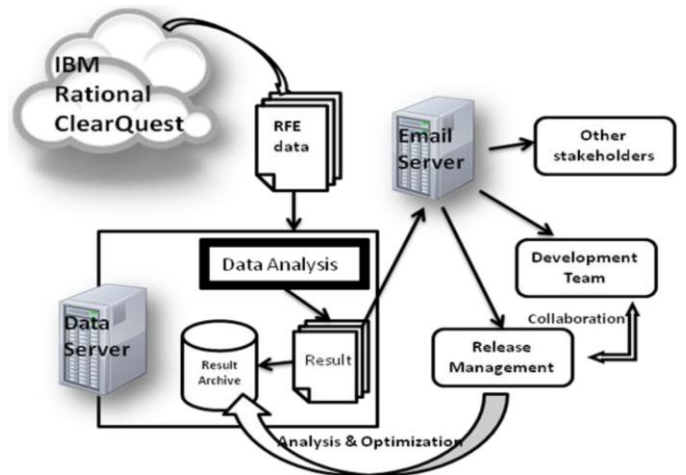 IBM
Rational
ClearQuest
RFE
data
Email
Server
Other
stakeholders
Data Analysis
Development
Team
Data
Server
Collaboration
Result
Archive
Result
Release
Management
Analysis & Optimization